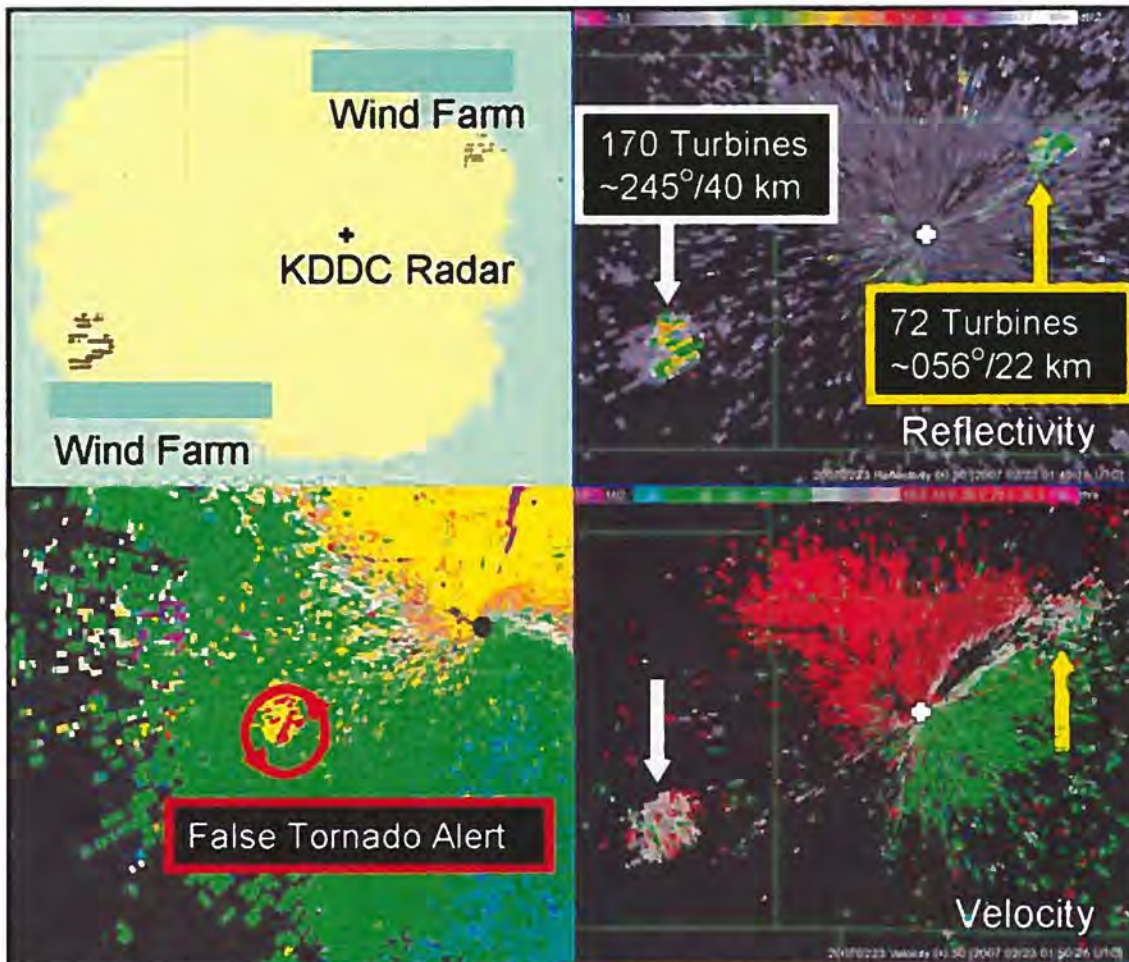 Wind Farm
KDDC Radar
Wind Farm
170 Turbines
~245°/40 km
72 Turbines
~056°/22 km
Reflectivity
False Tornado Alert
Velocity